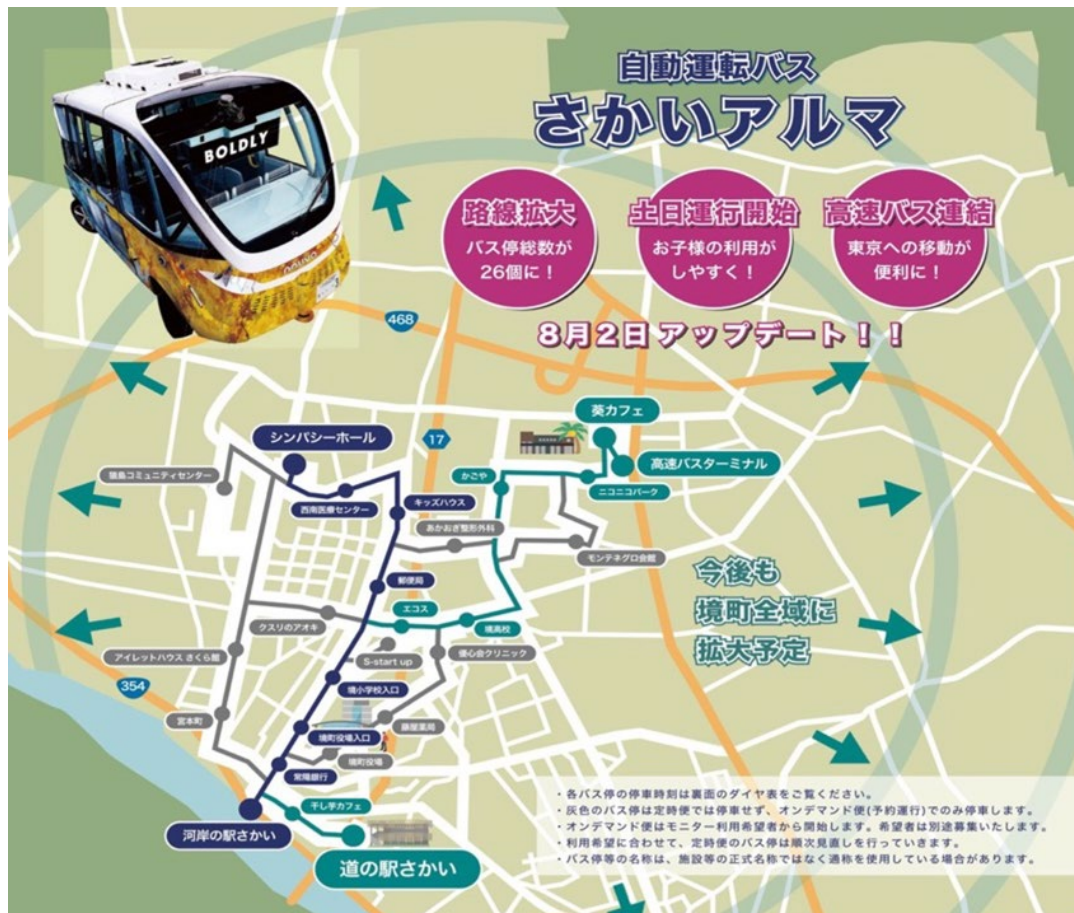 自動運転バス
さかいアルマ
BOLDLY
路線拡大
バス停総数が
26個に！
土日運行開始
お子様の利用が
しやすく！
高速バス連結
東京への移動が
便利に！
8月2日アップデート！！
468
葵カフェ
シンパシーホール
17
高速バスターミナル
猿島コミュニティセンター
かごや
ニコニコパーク
西南医療センター
キッズハウス
あかおぎ整形外科
モンテネグロ会館
郵便局
今後も
境町全域に
拡大予定
エコス
クスリのアオキ
境高校
アイレットハウス さくら館
S-start up
優心会クリニック
354
境小学校入口
宮本町
藤屋薬局
境町役場入口
境町役場
常陽銀行
干し芋カフェ
河岸の駅さかい
道の駅さかい
・各バス停の停車時刻は裏面のダイヤ表をご覧ください。
・灰色のバス停は定時便では停車せず、オンデマンド便(予約運行)でのみ停車します。
・オンデマンド便はモニター利用希望者から開始します。希望者は別途募集いたします。
・利用希望に合わせて、定時便のバス停は順次見直しを行っていきます。
・バス停等の名称は、施設等の正式名称ではなく通称を使用している場合があります。